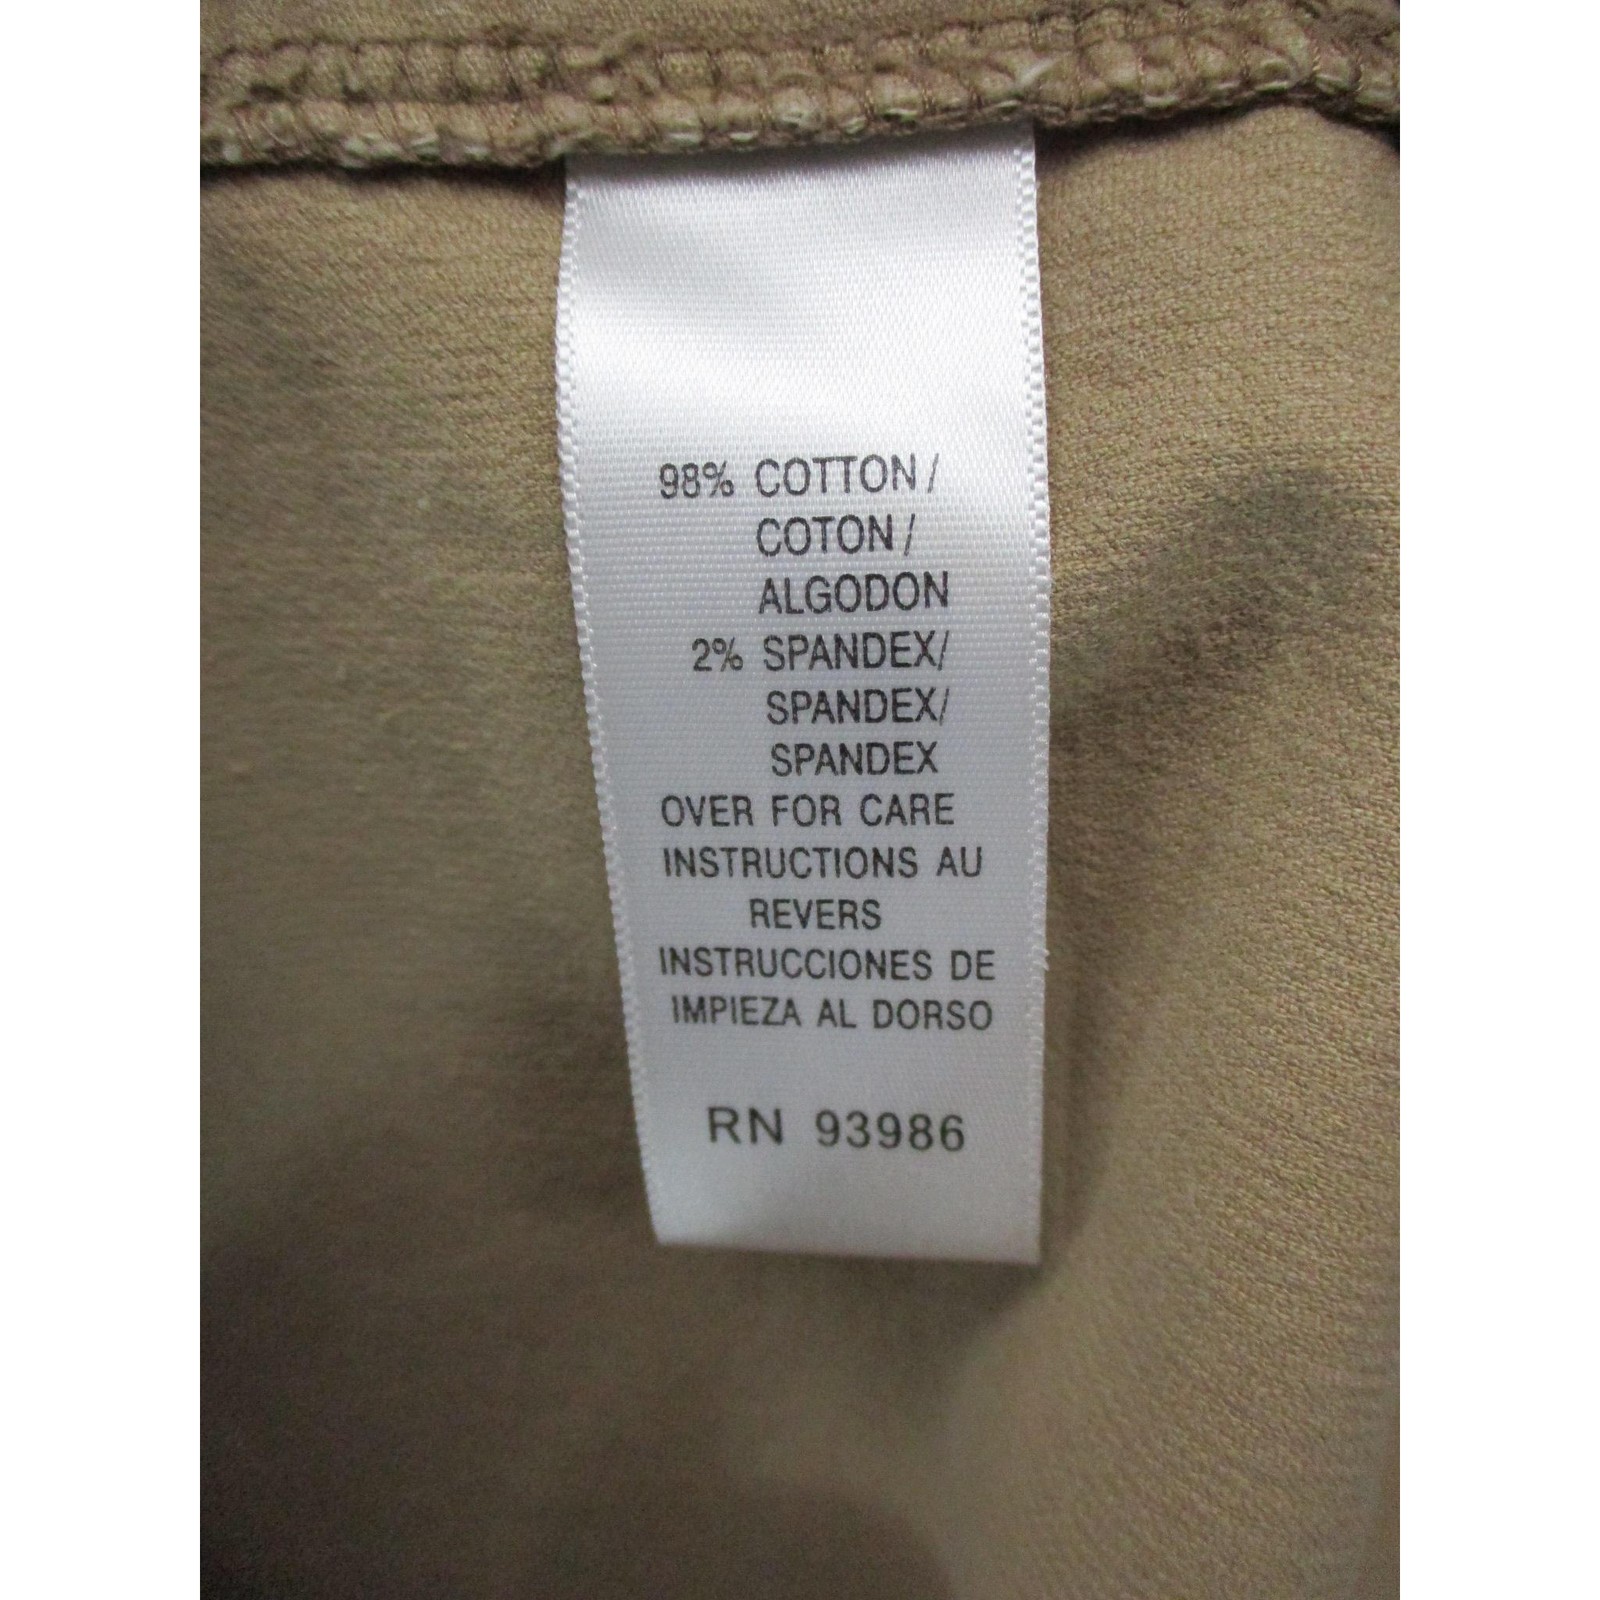 98% COTTON/
COTON/
ALGODON
2% SPANDEX/
SPANDEX/
SPANDEX
OVER FOR CARE
INSTRUCTIONS AU
REVERS
INSTRUCCIONES DE
IMPIEZA AL DORSO
RN 93986